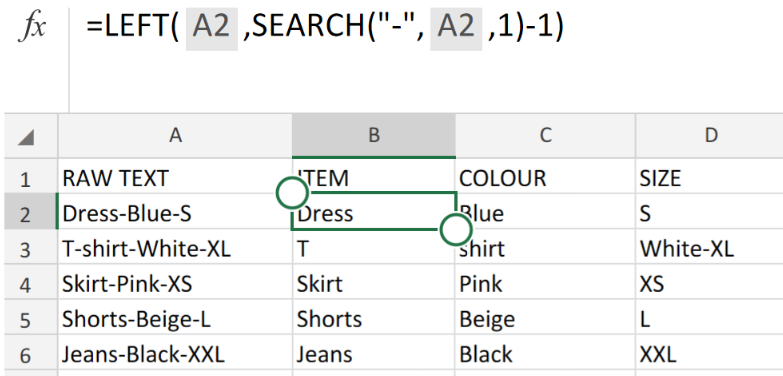 fx =LEFT( A2 ,SEARCH("-", A2 ,1)-1)
A B C D
1 RAW TEXT ITEM COLOUR SIZE
2 Dress-Blue-S Dress Blue S
3 T-shirt-White-XL T shirt White-XL
4 Skirt-Pink-XS Skirt Pink XS
5 Shorts-Beige-L Shorts Beige L
6 Jeans-Black-XXL Jeans Black XXL